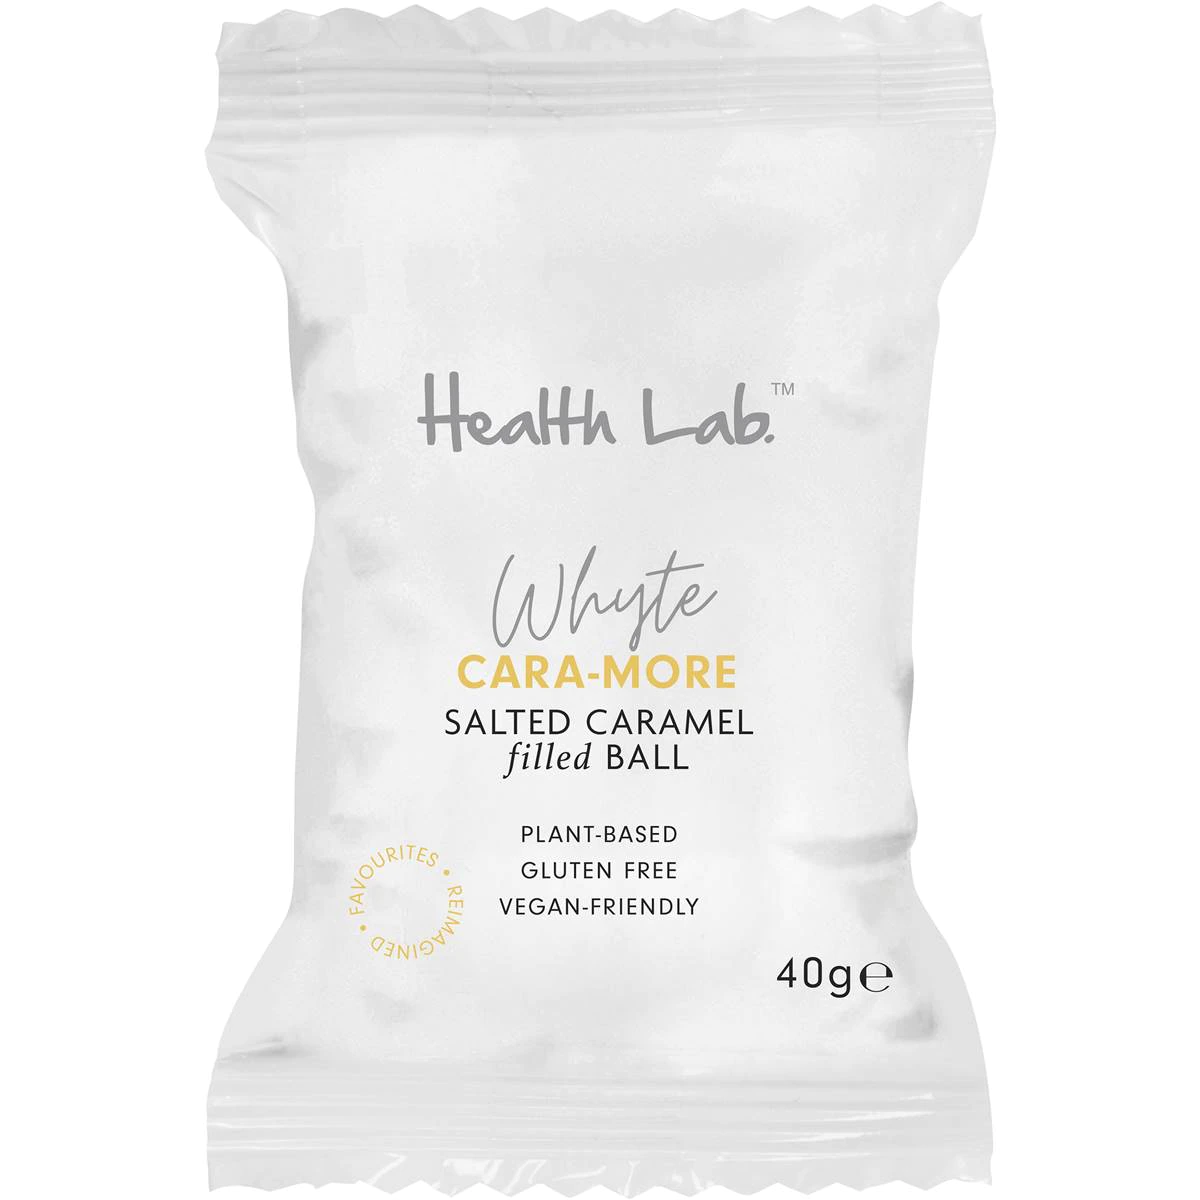 Health Lab.™
Whyte
CARA-MORE
SALTED CARAMEL
filled BALL
PLANT-BASED
GLUTEN FREE
VEGAN-FRIENDLY
FAVOURITES • REIMAGINED •
40g℮